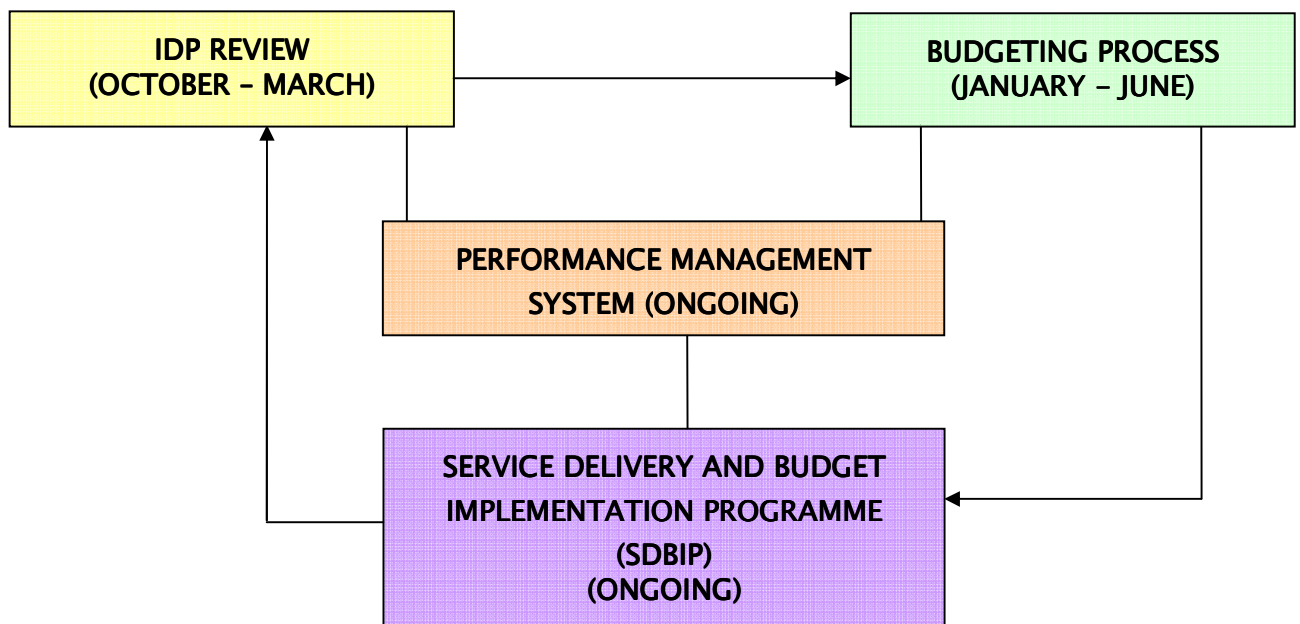 IDP REVIEW
(OCTOBER – MARCH)
BUDGETING PROCESS
(JANUARY – JUNE)
PERFORMANCE MANAGEMENT
SYSTEM (ONGOING)
SERVICE DELIVERY AND BUDGET
IMPLEMENTATION PROGRAMME
(SDBIP)
(ONGOING)